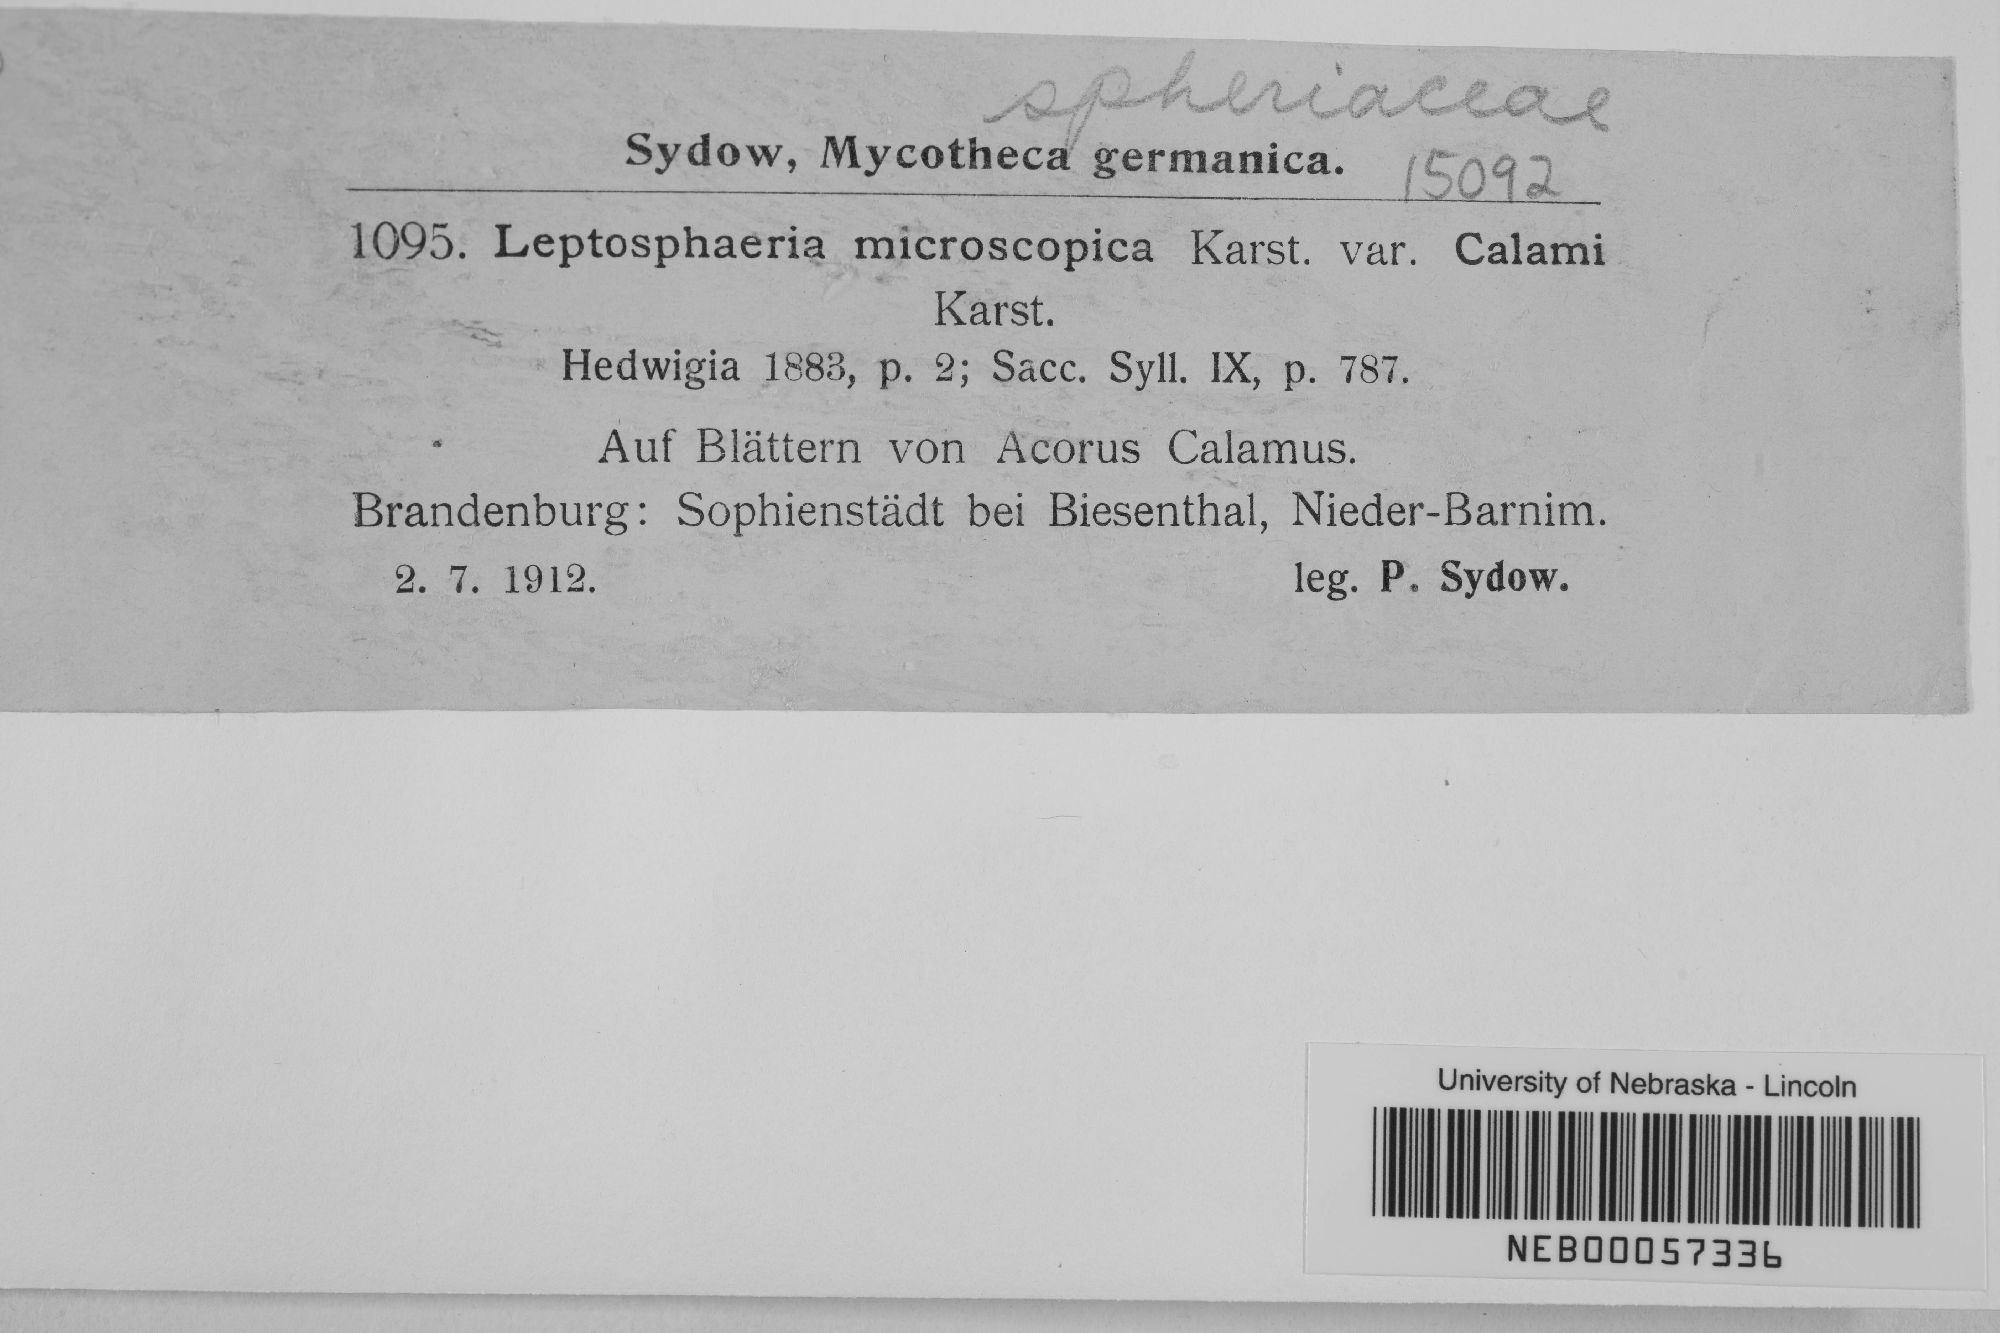 spheriaceae
Sydow, Mycotheca germanica.
15092
1095. Leptosphaeria microscopica Karst. var. Calami
Karst.
Hedwigia 1883, p. 2; Sacc. Syll. IX, p. 787.
Auf Blättern von Acorus Calamus.
Brandenburg: Sophienstädt bei Biesenthal, Nieder-Barnim.
2. 7. 1912. leg. P. Sydow.
University of Nebraska - Lincoln
NEB00057336